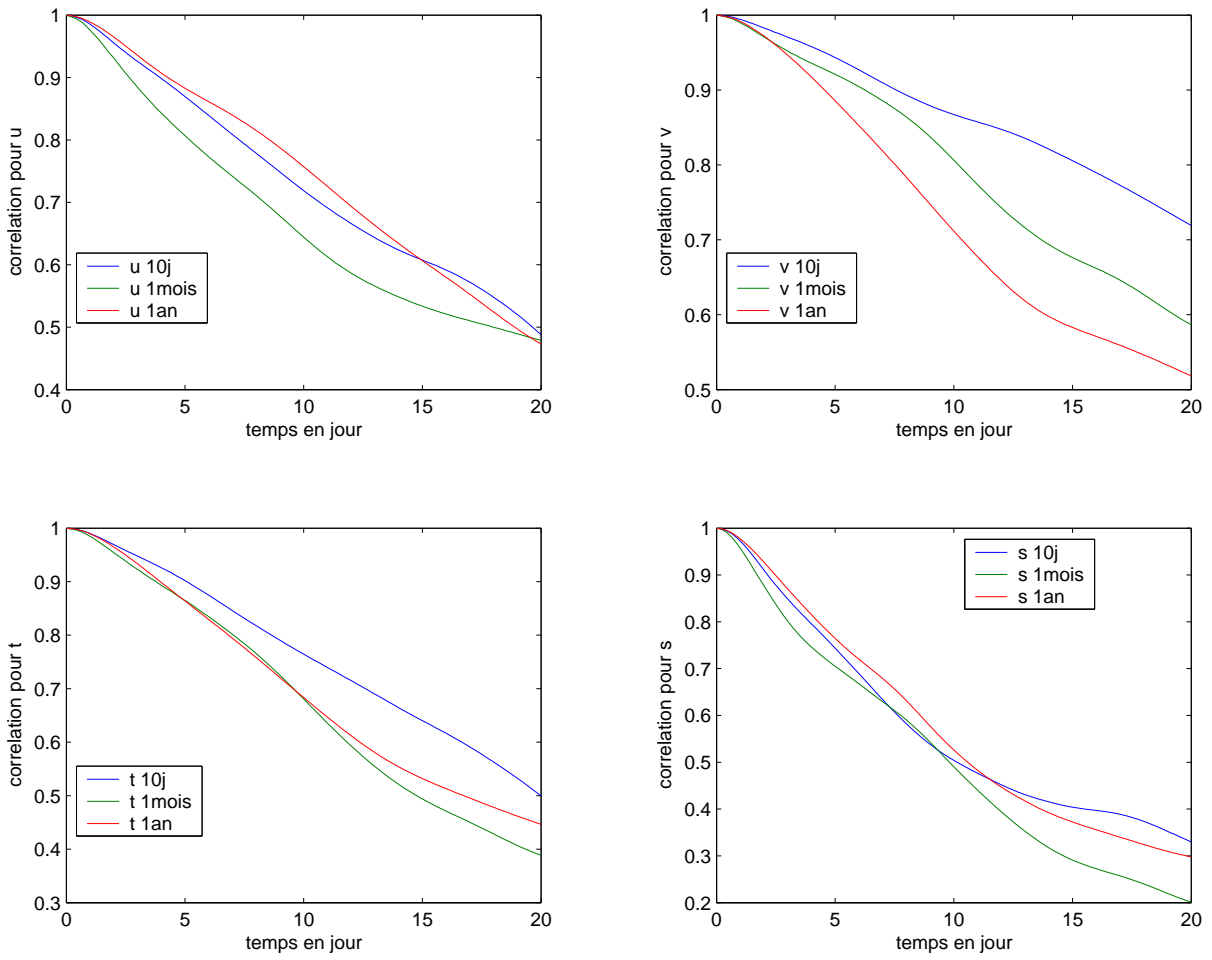 1
0.9
0.8
0.7
0.6
0.5
0.4
0
5
10
15
20
correlation pour u
temps en jour
u 10j
u 1mois
u 1an
1
0.9
0.8
0.7
0.6
0.5
0
5
10
15
20
correlation pour v
temps en jour
v 10j
v 1mois
v 1an
1
0.9
0.8
0.7
0.6
0.5
0.4
0.3
0
5
10
15
20
correlation pour t
temps en jour
t 10j
t 1mois
t 1an
1
0.9
0.8
0.7
0.6
0.5
0.4
0.3
0.2
0
5
10
15
20
correlation pour s
temps en jour
s 10j
s 1mois
s 1an